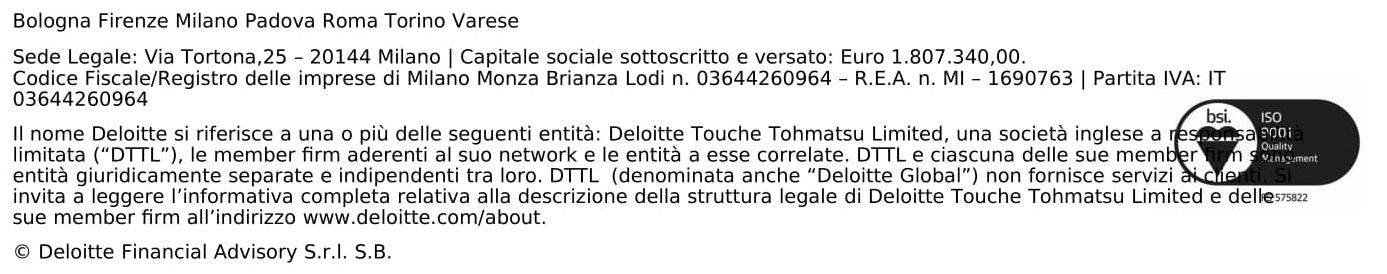 Bologna Firenze Milano Padova Roma Torino Varese
Sede Legale: Via Tortona,25 – 20144 Milano | Capitale sociale sottoscritto e versato: Euro 1.807.340,00.
Codice Fiscale/Registro delle imprese di Milano Monza Brianza Lodi n. 03644260964 – R.E.A. n. MI – 1690763 | Partita IVA: IT
03644260964
Il nome Deloitte si riferisce a una o più delle seguenti entità: Deloitte Touche Tohmatsu Limited, una società inglese a responsabilità
limitata (“DTTL”), le member firm aderenti al suo network e le entità a esse correlate. DTTL e ciascuna delle sue member firm sono
entità giuridicamente separate e indipendenti tra loro. DTTL (denominata anche “Deloitte Global”) non fornisce servizi ai clienti. Si
invita a leggere l’informativa completa relativa alla descrizione della struttura legale di Deloitte Touche Tohmatsu Limited e delle
sue member firm all’indirizzo www.deloitte.com/about.
© Deloitte Financial Advisory S.r.l. S.B.
bsi.
ISO
9001
Quality
Management
575822